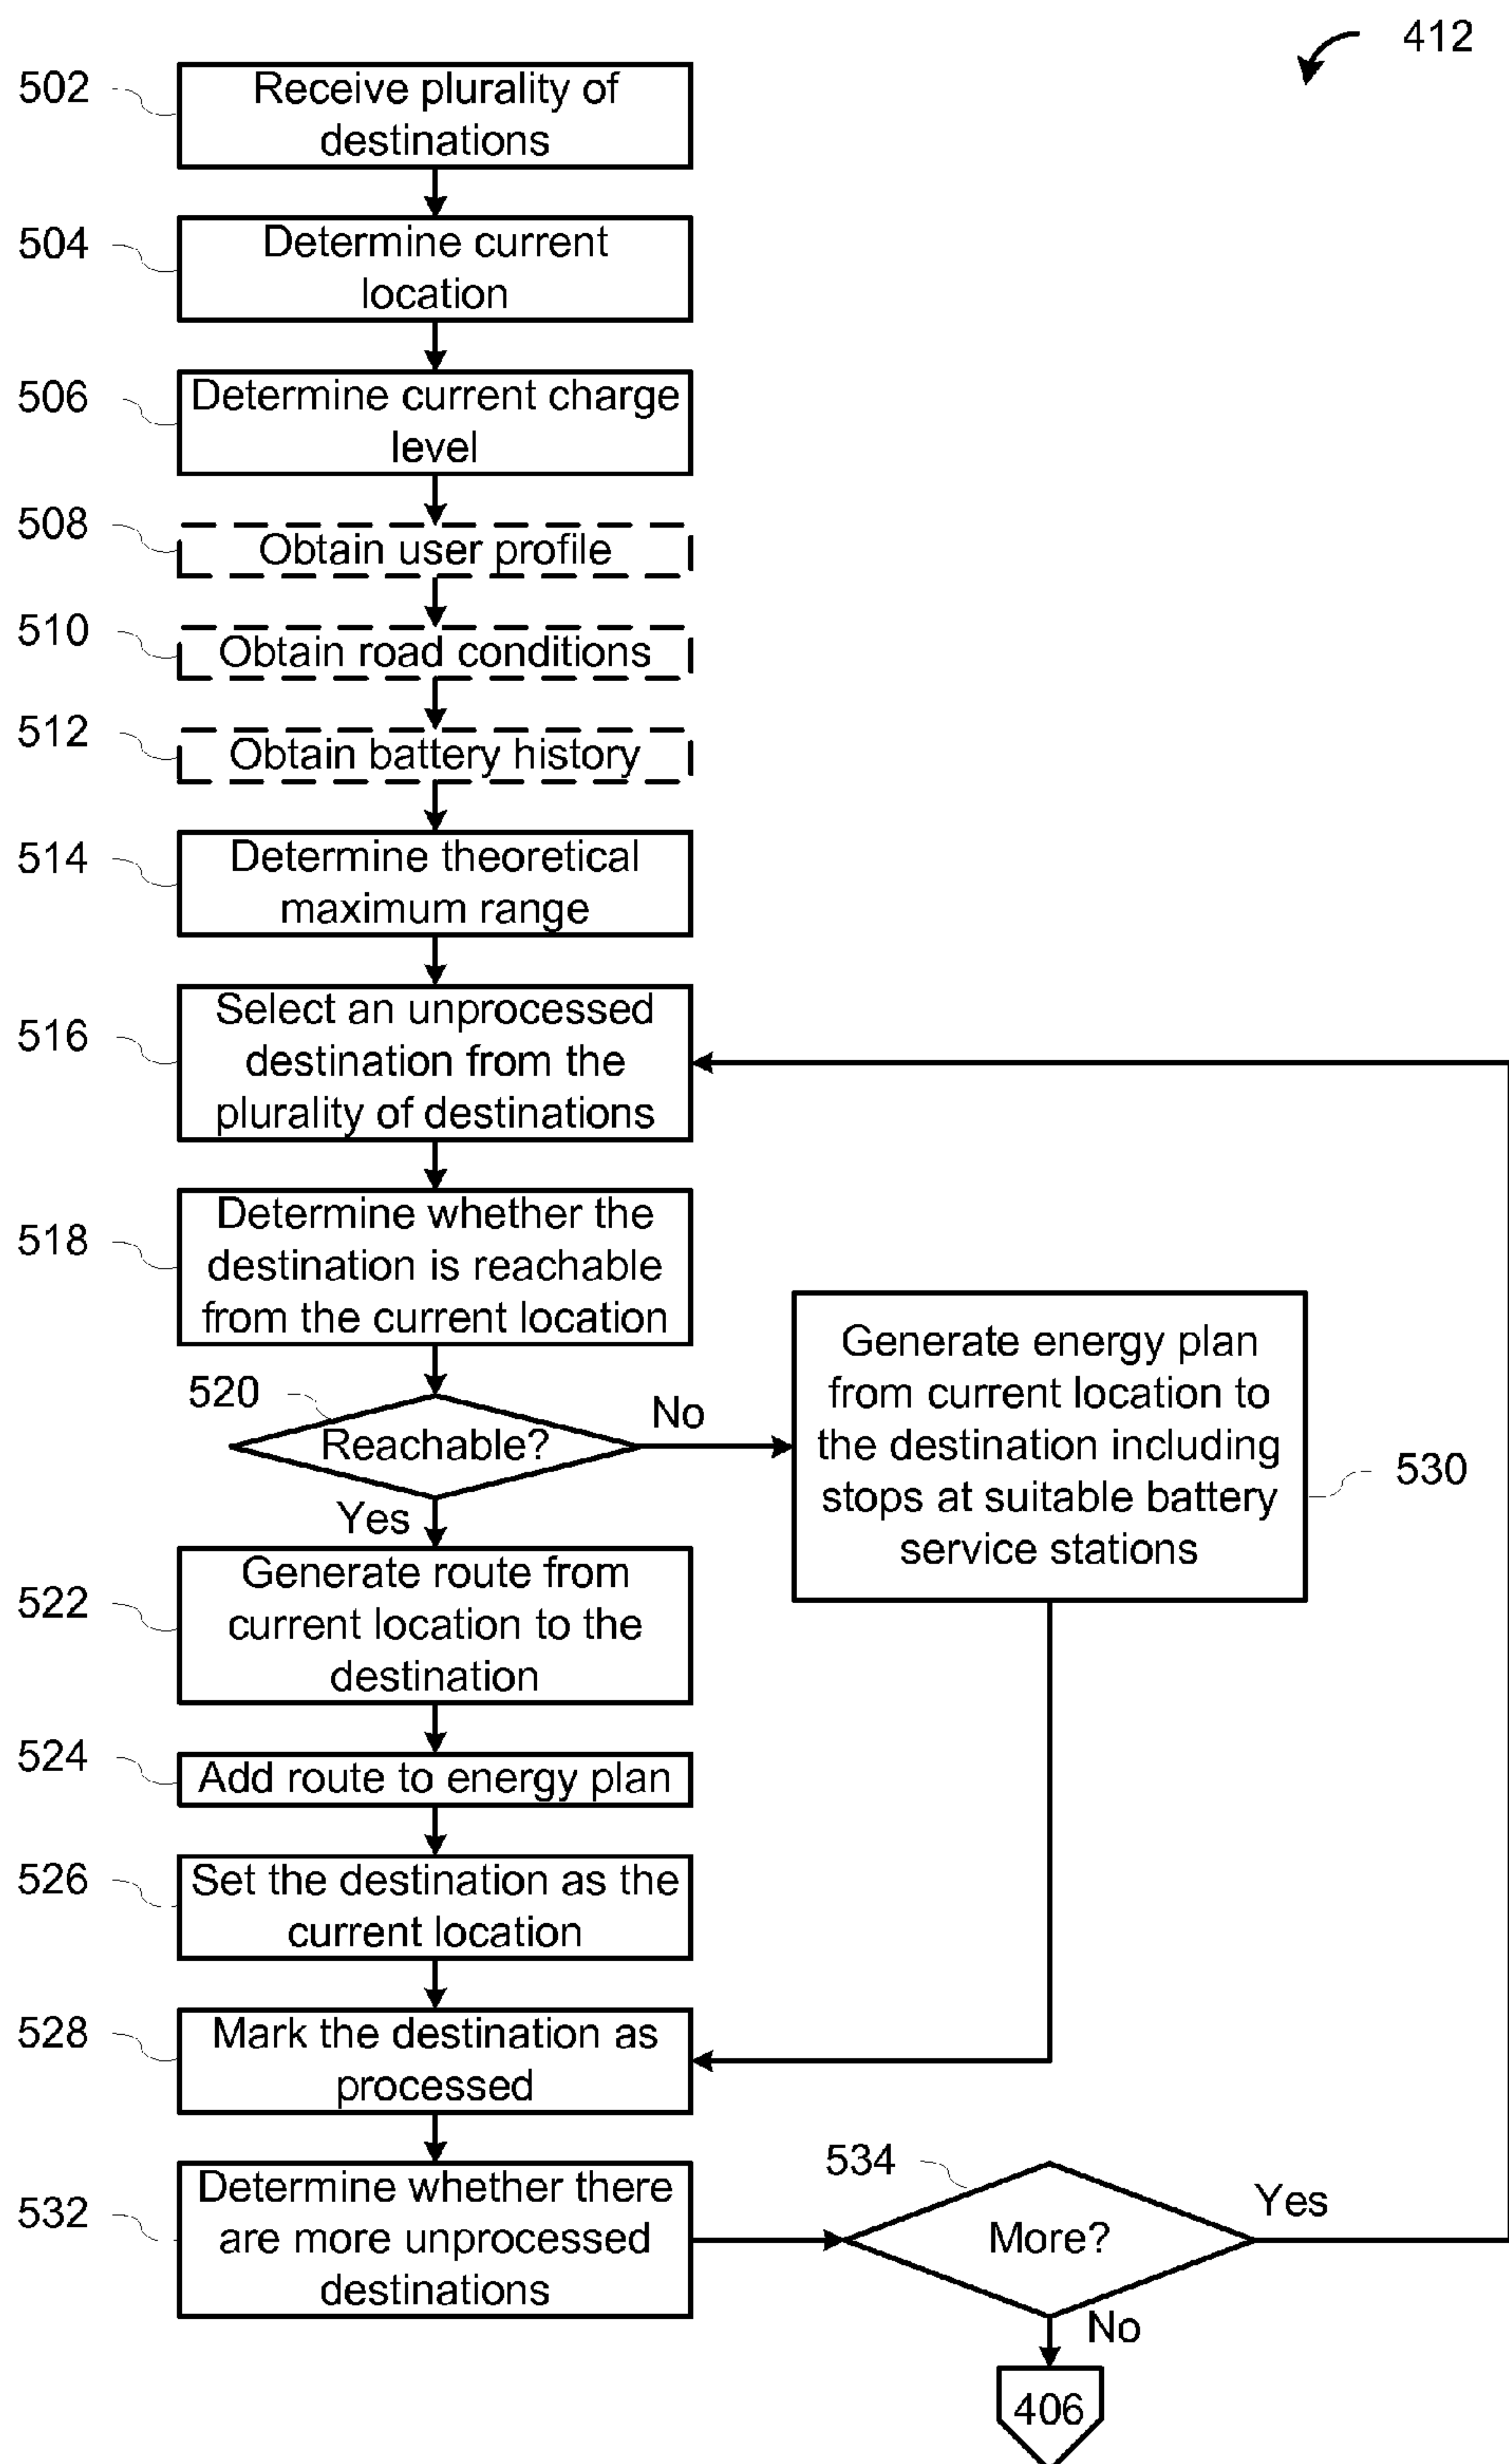 412
502
Receive plurality of
destinations
504
Determine current
location
506
Determine current charge
level
508
Obtain user profile
510
Obtain road conditions
512
Obtain battery history
514
Determine theoretical
maximum range
516
Select an unprocessed
destination from the
plurality of destinations
518
Determine whether the
destination is reachable
from the current location
520
Reachable?
No
Yes
Generate energy plan
from current location to
the destination including
stops at suitable battery
service stations
530
522
Generate route from
current location to the
destination
524
Add route to energy plan
526
Set the destination as the
current location
528
Mark the destination as
processed
532
Determine whether there
are more unprocessed
destinations
534
More?
Yes
No
406